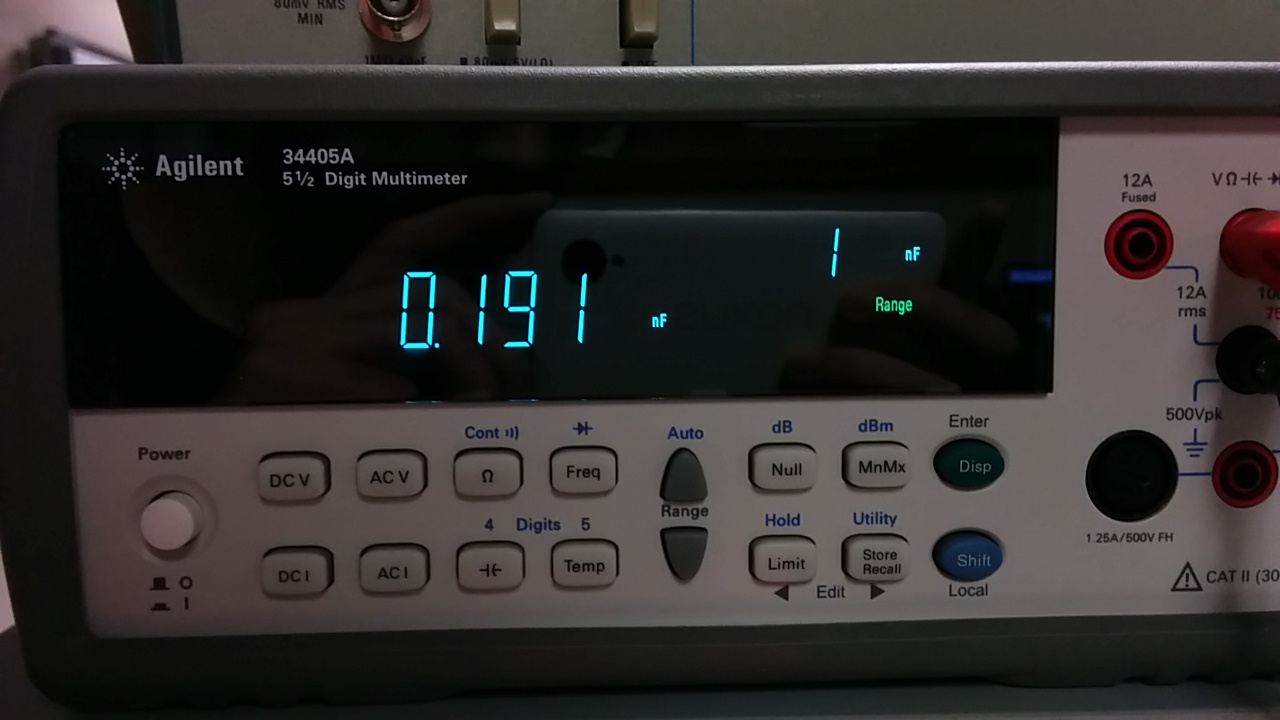 80mV RMS
MIN
Agilent
34405A
5½ Digit Multimeter
1 nF
0.191 nF
Range
12A
Fused
VΩ
12A
rms
500Vpk
1.25A/500V FH
CAT II (30
Power
O
I
Cont
Auto
dB
dBm
Enter
DC V
AC V
Ω
Freq
Null
MnMx
Disp
Range
4 Digits 5
Hold
Utility
DC I
AC I
Temp
Limit
Store
Recall
Shift
Edit
Local